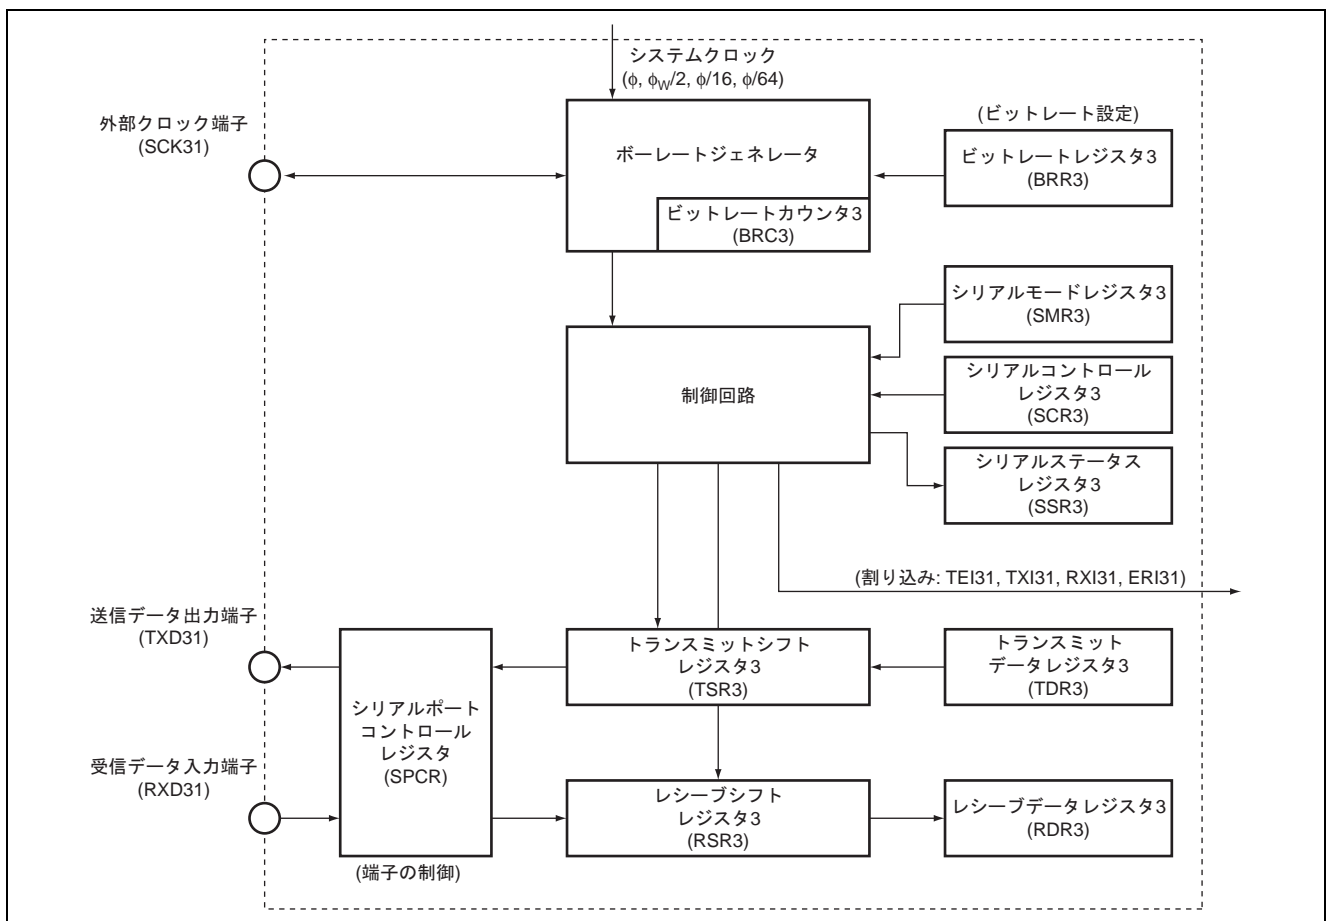 システムクロック
(ϕ, ϕW/2, ϕ/16, ϕ/64)
外部クロック端子
(SCK31)
ボーレートジェネレータ
ビットレートカウンタ3
(BRC3)
(ビットレート設定)
ビットレートレジスタ3
(BRR3)
シリアルモードレジスタ3
(SMR3)
制御回路
シリアルコントロール
レジスタ3
(SCR3)
シリアルステータス
レジスタ3
(SSR3)
(割り込み: TEI31, TXI31, RXI31, ERI31)
送信データ出力端子
(TXD31)
トランスミットシフト
レジスタ3
(TSR3)
トランスミット
データレジスタ3
(TDR3)
シリアルポート
コントロール
レジスタ
(SPCR)
受信データ入力端子
(RXD31)
レシーブシフト
レジスタ3
(RSR3)
レシーブデータレジスタ3
(RDR3)
(端子の制御)